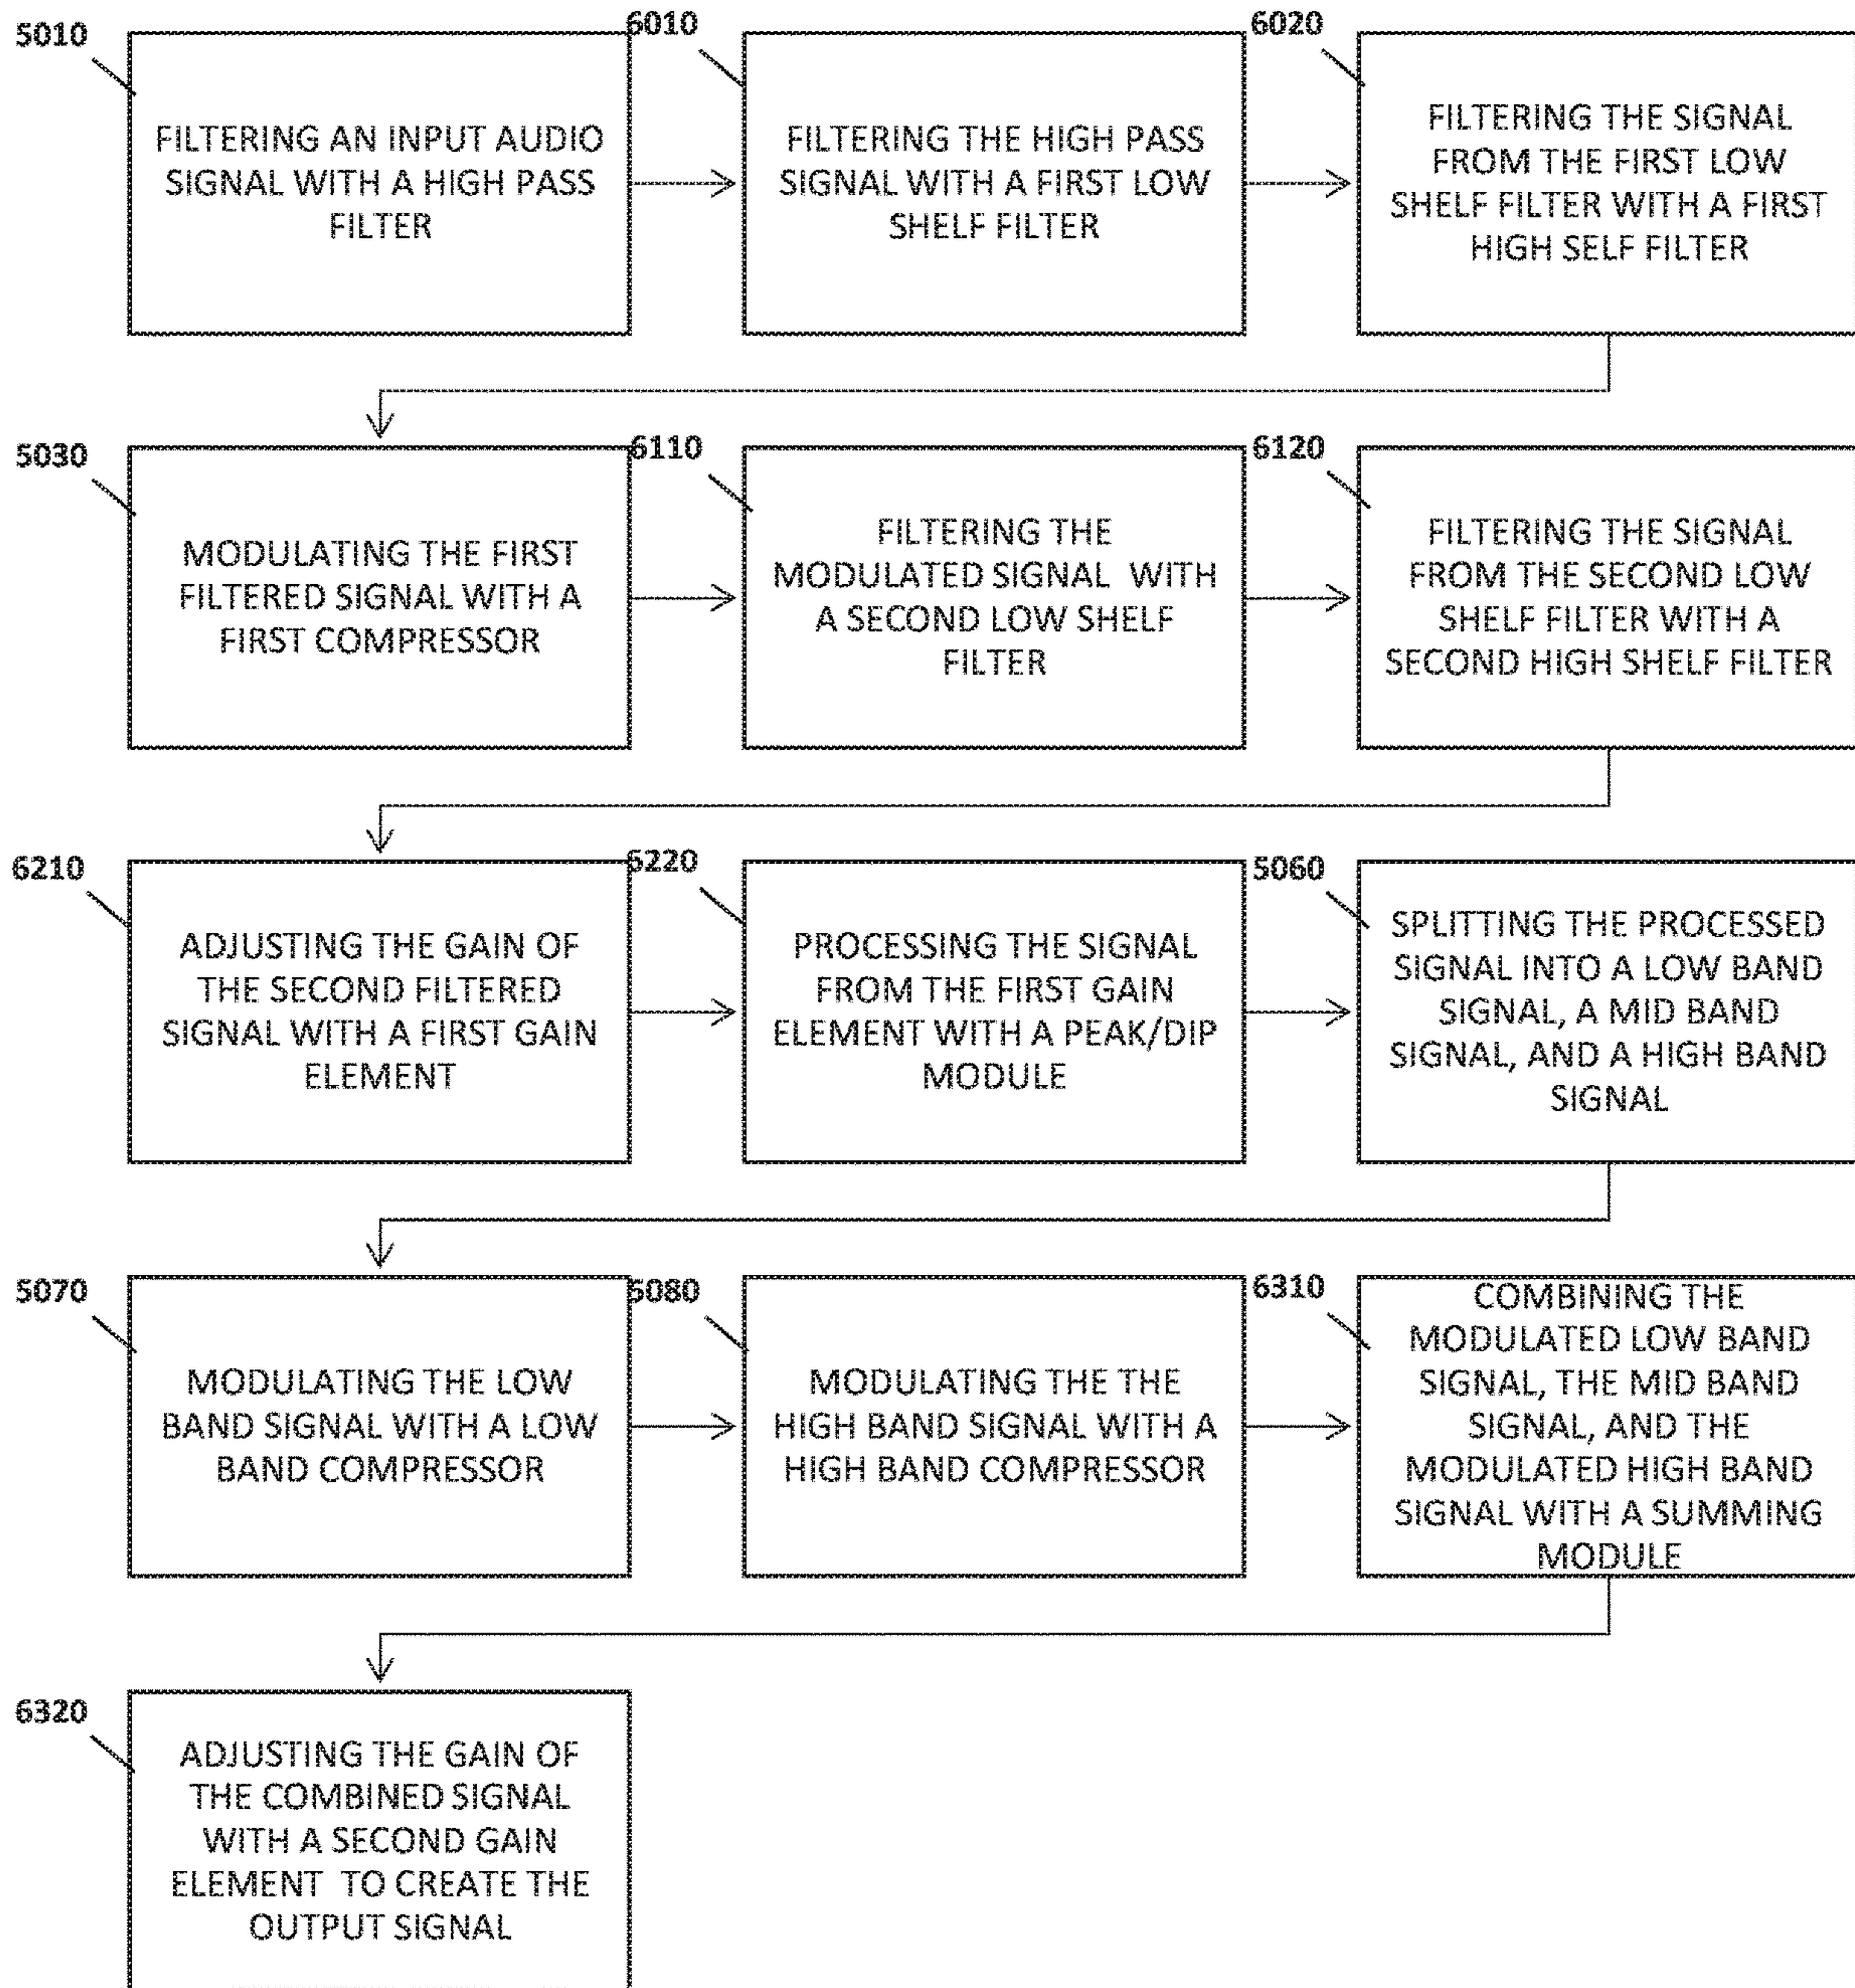 5010
FILTERING AN INPUT AUDIO
SIGNAL WITH A HIGH PASS
FILTER
6010
FILTERING THE HIGH PASS
SIGNAL WITH A FIRST LOW
SHELF FILTER
6020
FILTERING THE SIGNAL
FROM THE FIRST LOW
SHELF FILTER WITH A FIRST
HIGH SELF FILTER
5030
MODULATING THE FIRST
FILTERED SIGNAL WITH A
FIRST COMPRESSOR
6110
FILTERING THE
MODULATED SIGNAL WITH
A SECOND LOW SHELF
FILTER
6120
FILTERING THE SIGNAL
FROM THE SECOND LOW
SHELF FILTER WITH A
SECOND HIGH SHELF FILTER
6210
ADJUSTING THE GAIN OF
THE SECOND FILTERED
SIGNAL WITH A FIRST GAIN
ELEMENT
6220
PROCESSING THE SIGNAL
FROM THE FIRST GAIN
ELEMENT WITH A PEAK/DIP
MODULE
5060
SPLITTING THE PROCESSED
SIGNAL INTO A LOW BAND
SIGNAL, A MID BAND
SIGNAL, AND A HIGH BAND
SIGNAL
5070
MODULATING THE LOW
BAND SIGNAL WITH A LOW
BAND COMPRESSOR
5080
MODULATING THE THE
HIGH BAND SIGNAL WITH A
HIGH BAND COMPRESSOR
6310
COMBINING THE
MODULATED LOW BAND
SIGNAL, THE MID BAND
SIGNAL, AND THE
MODULATED HIGH BAND
SIGNAL WITH A SUMMING
MODULE
6320
ADJUSTING THE GAIN OF
THE COMBINED SIGNAL
WITH A SECOND GAIN
ELEMENT TO CREATE THE
OUTPUT SIGNAL